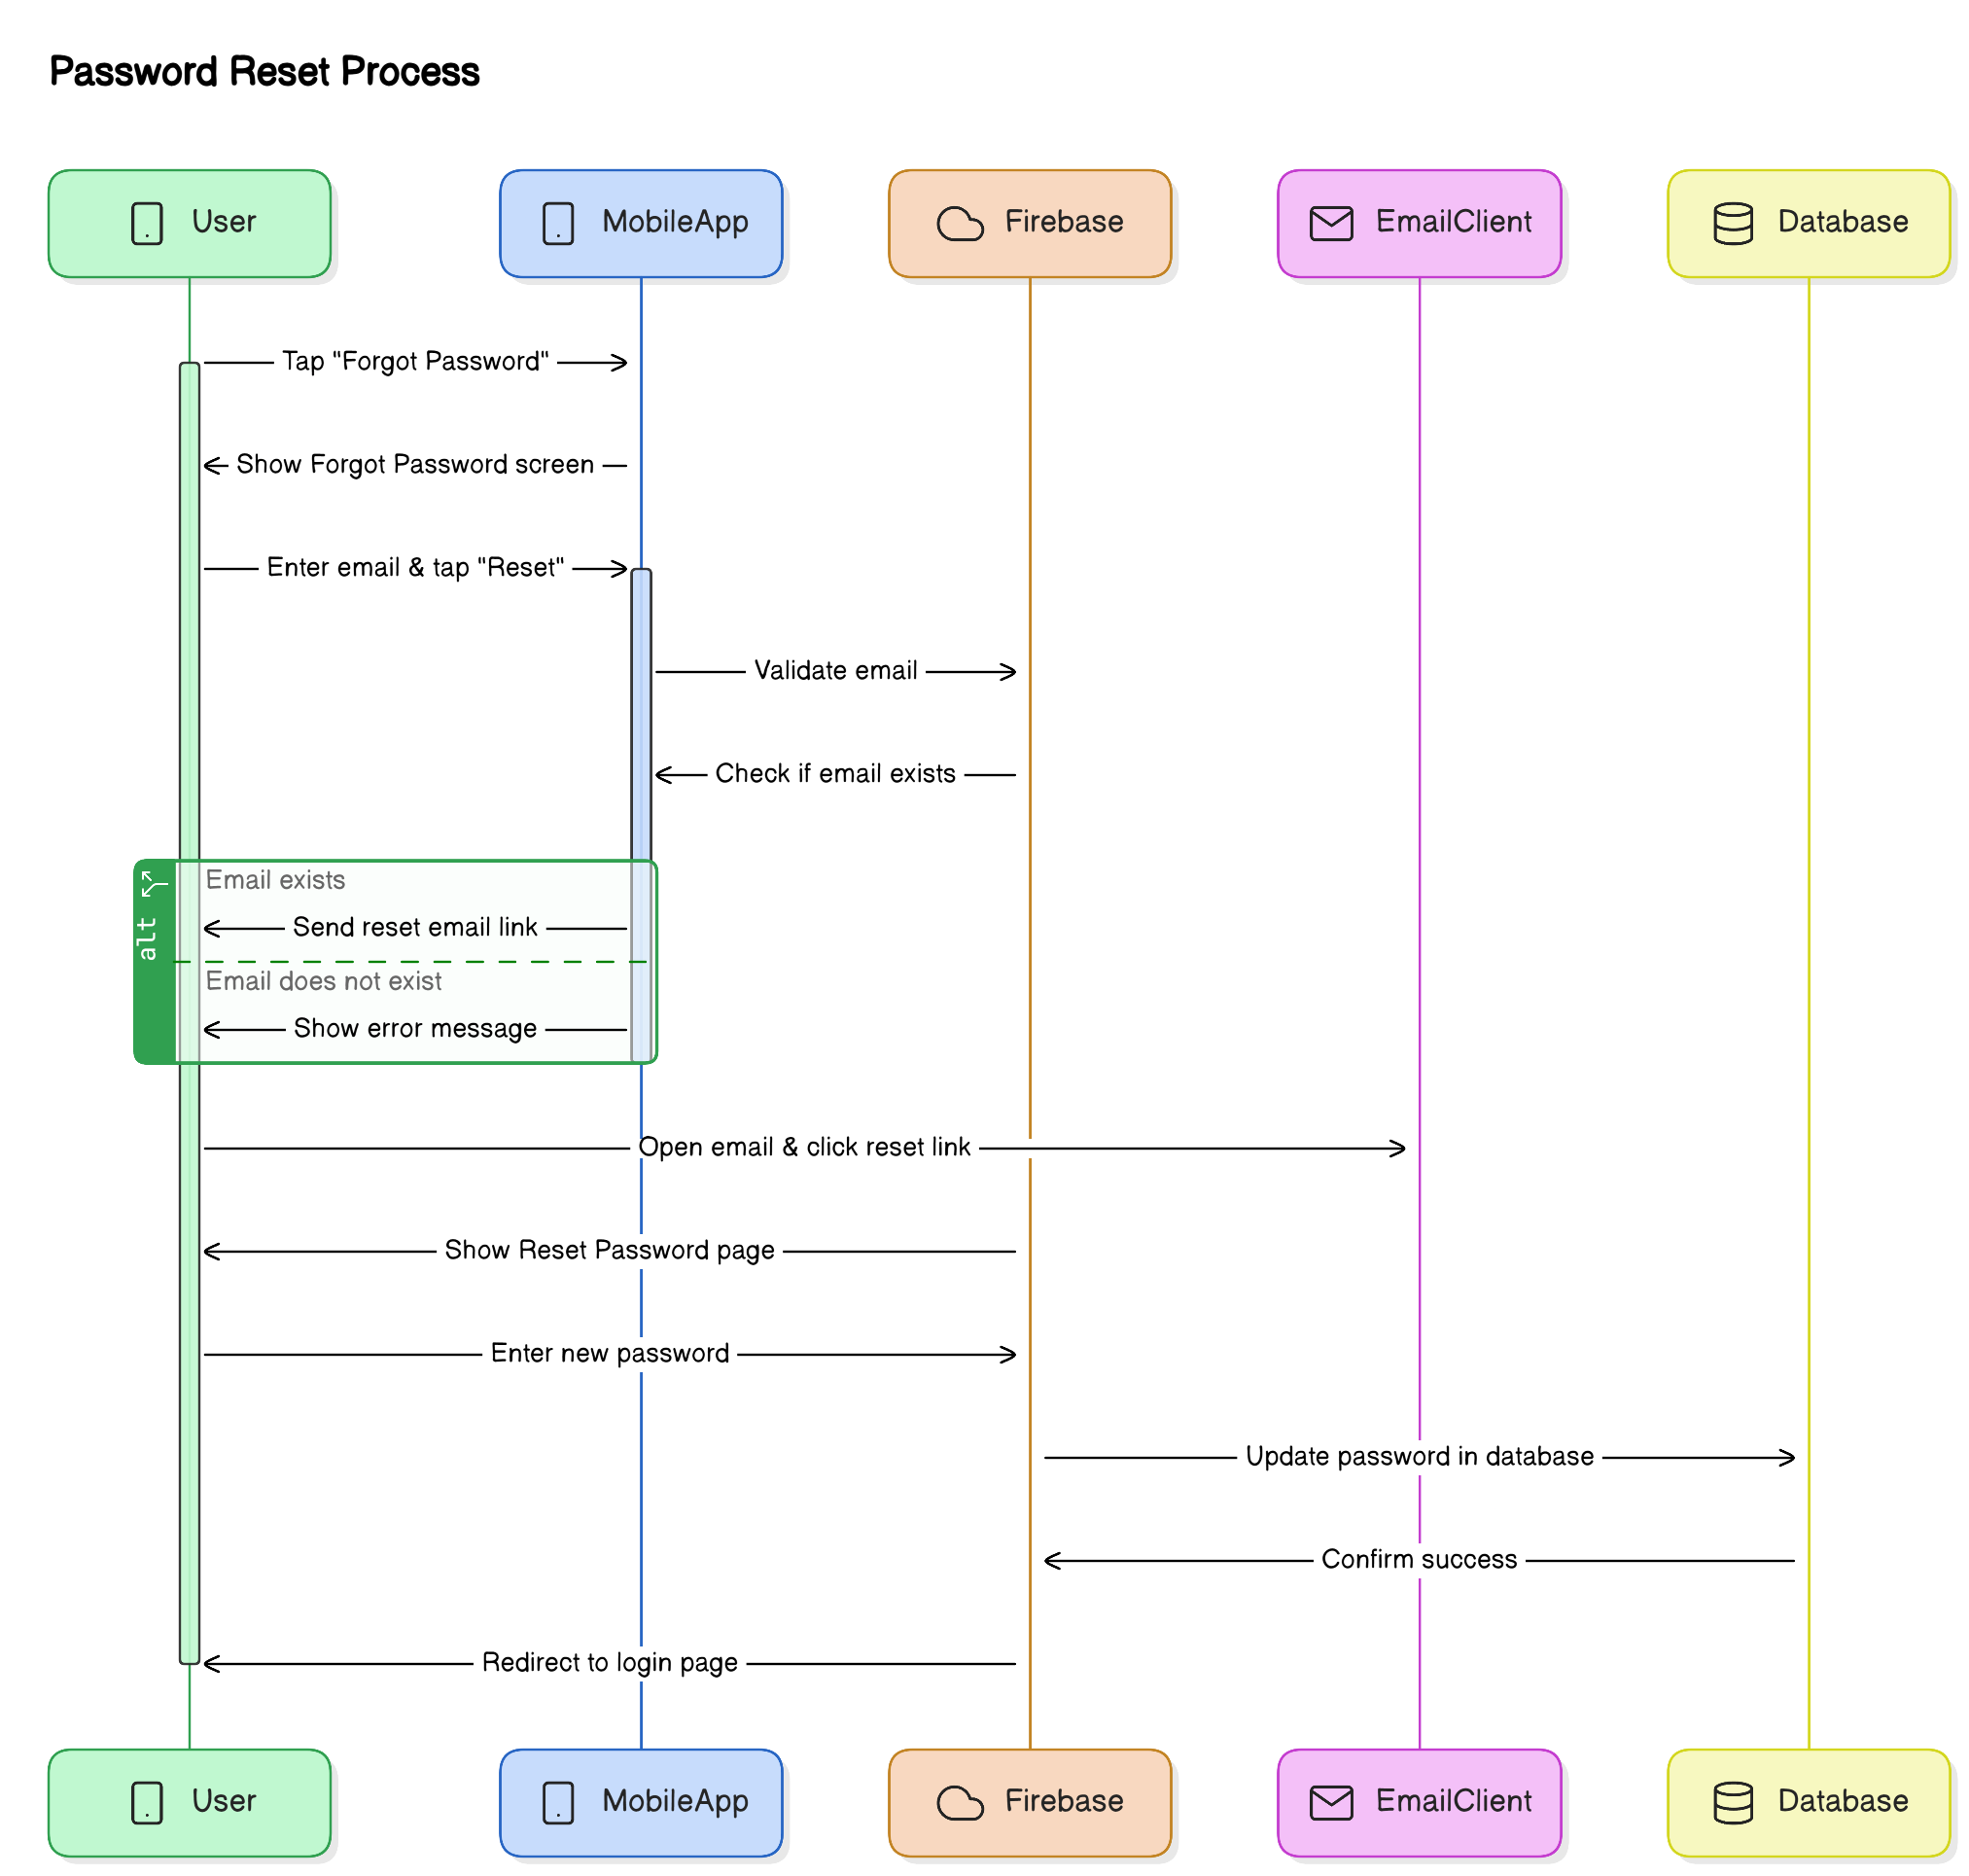 Password Reset Process
User
MobileApp
Firebase
EmailClient
Database
Tap "Forgot Password"
Show Forgot Password screen
Enter email & tap "Reset"
Validate email
Check if email exists
alt
Email exists
Send reset email link
Email does not exist
Show error message
Open email & click reset link
Show Reset Password page
Enter new password
Update password in database
Confirm success
Redirect to login page
User
MobileApp
Firebase
EmailClient
Database